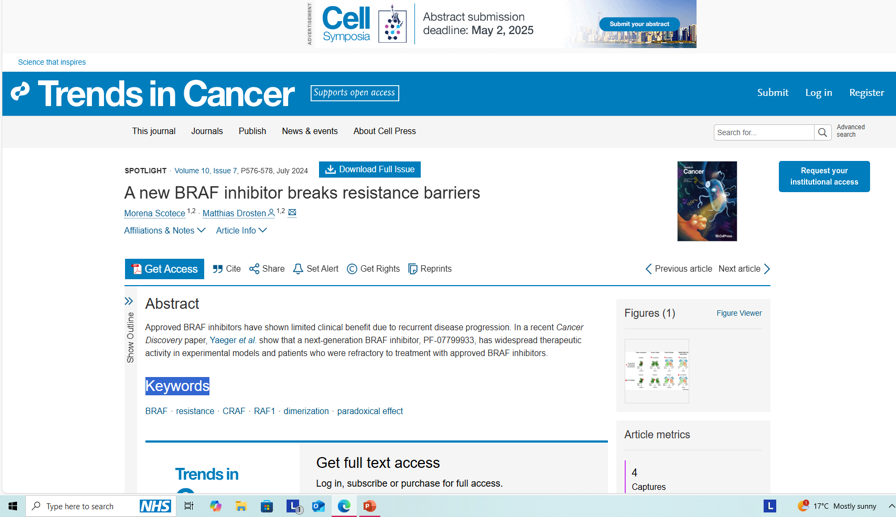 ADVERTISEMENT
Cell
Symposia
Abstract submission
deadline: May 2, 2025
Submit your abstract
Science that inspires
Trends in Cancer
Supports open access
Submit Log in Register
This journal Journals Publish News & events About Cell Press
Search for...
Advanced
search
SPOTLIGHT · Volume 10, Issue 7, P576-578, July 2024
Download Full Issue
A new BRAF inhibitor breaks resistance barriers
Morena Scotece 1,2 · Matthias Drosten 1,2
Affiliations & Notes Article Info
Cancer
Request your
institutional access
Get Access Cite Share Set Alert Get Rights Reprints
Previous article Next article
Show Outline
Abstract
Approved BRAF inhibitors have shown limited clinical benefit due to recurrent disease progression. In a recent Cancer
Discovery paper, Yaeger et al. show that a next-generation BRAF inhibitor, PF-07799933, has widespread therapeutic
activity in experimental models and patients who were refractory to treatment with approved BRAF inhibitors.
Keywords
BRAF · resistance · CRAF · RAF1 · dimerization · paradoxical effect
Figures (1)
Figure Viewer
Article metrics
4
Captures
Trends in
Get full text access
Log in, subscribe or purchase for full access.
Type here to search
NHS
L
L
17°C Mostly sunny